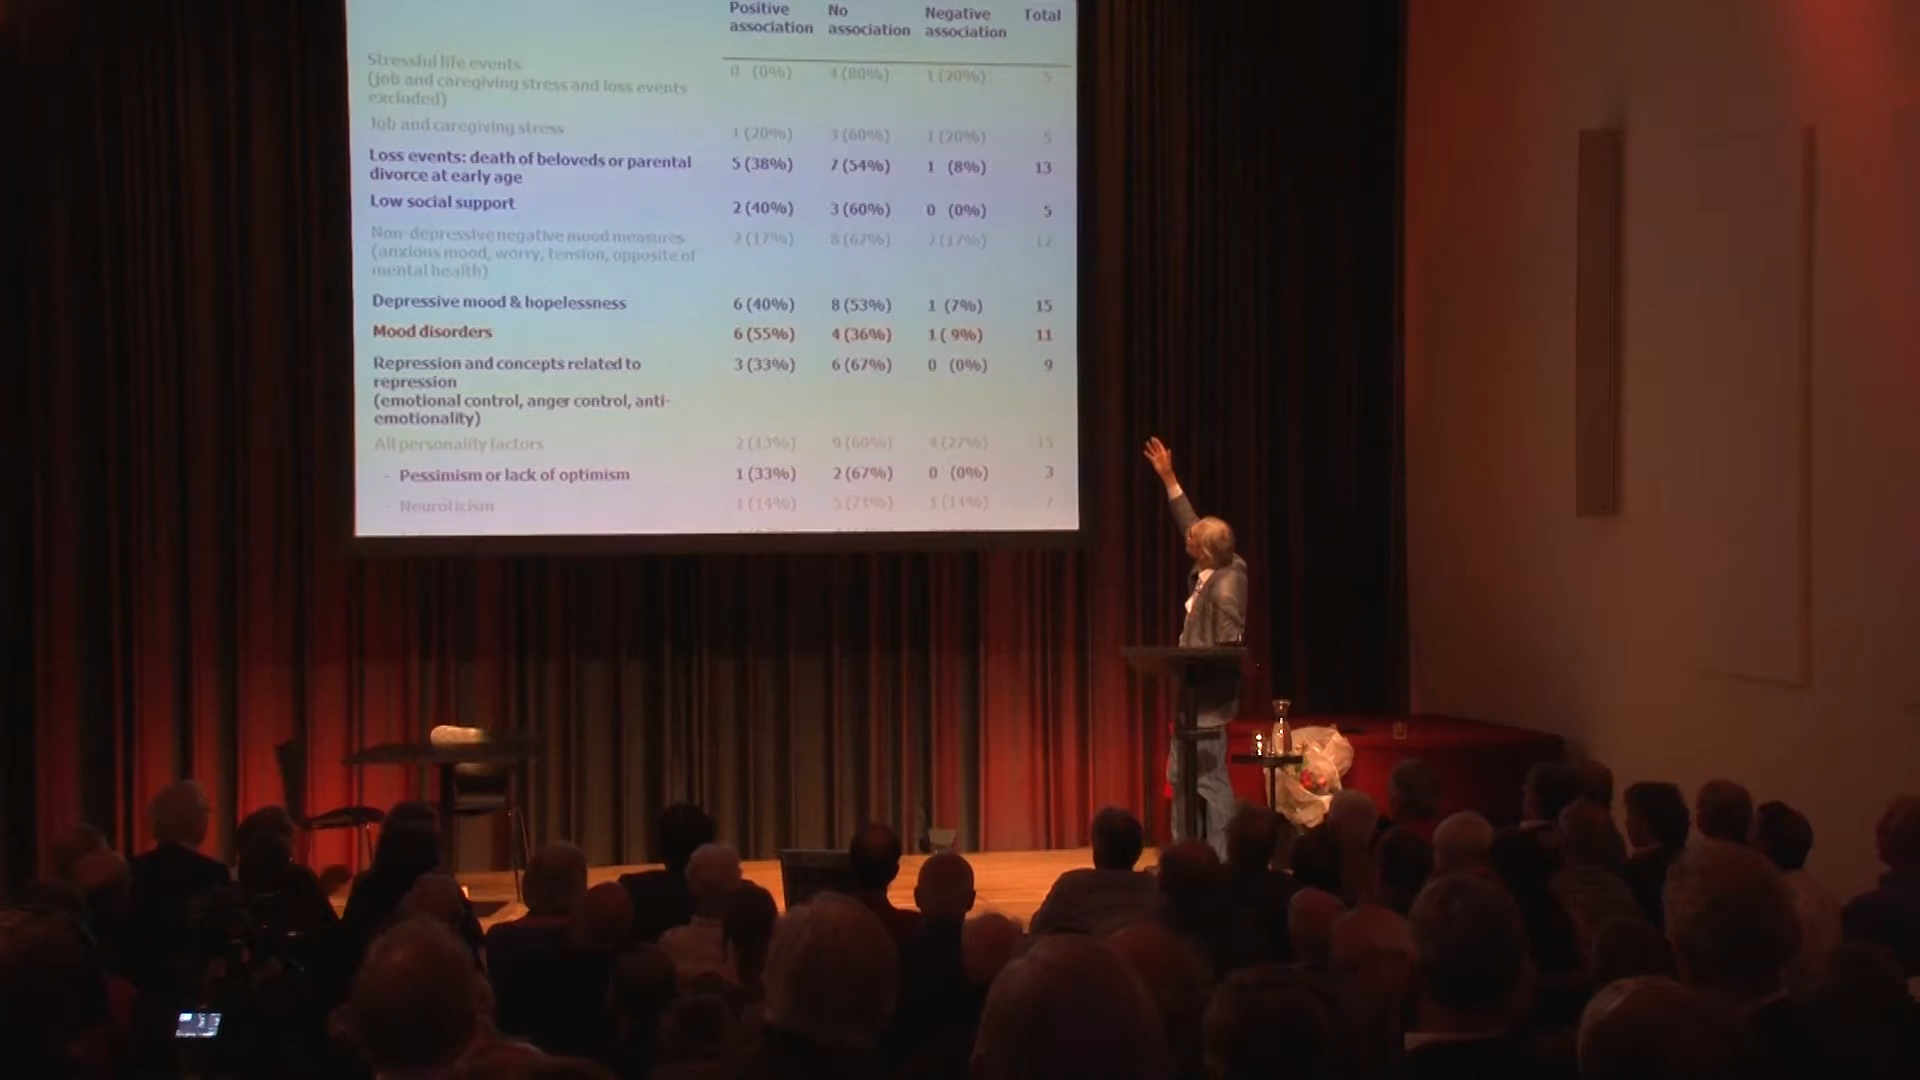 Positive association No association Negative association Total
Stressful life events 0 (0%) 4 (80%) 1 (20%) 5
(job and caregiving stress and loss events
excluded)
Job and caregiving stress 1 (20%) 3 (60%) 1 (20%) 5
Loss events: death of beloveds or parental 5 (38%) 7 (54%) 1 (8%) 13
divorce at early age
Low social support 2 (40%) 3 (60%) 0 (0%) 5
Non-depressive negative mood measures 2 (17%) 8 (67%) 2 (17%) 12
(anxious mood, worry, tension, opposite of
mental health)
Depressive mood & hopelessness 6 (40%) 8 (53%) 1 (7%) 15
Mood disorders 6 (55%) 4 (36%) 1 ( 9%) 11
Repression and concepts related to 3 (33%) 6 (67%) 0 (0%) 9
repression
(emotional control, anger control, anti-
emotionality)
All personality factors 2 (13%) 9 (60%) 4 (27%) 15
- Pessimism or lack of optimism 1 (33%) 2 (67%) 0 (0%) 3
- Neuroticism 1 (14%) 5 (71%) 1 (14%) 7